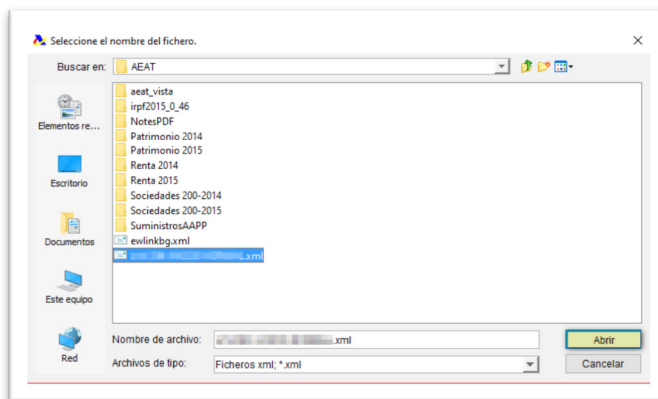 Seleccione el nombre del fichero.
Buscar en: AEAT
aeat_vista
irpf2015_0_46
NotesPDF
Patrimonio 2014
Patrimonio 2015
Renta 2014
Renta 2015
Sociedades 200-2014
Sociedades 200-2015
SuministrosAAPP
ewlinkbg.xml
.xml
Elementos re...
Escritorio
Documentos
Este equipo
Red
Nombre de archivo: .xml
Abrir
Archivos de tipo: Ficheros xml; *.xml
Cancelar